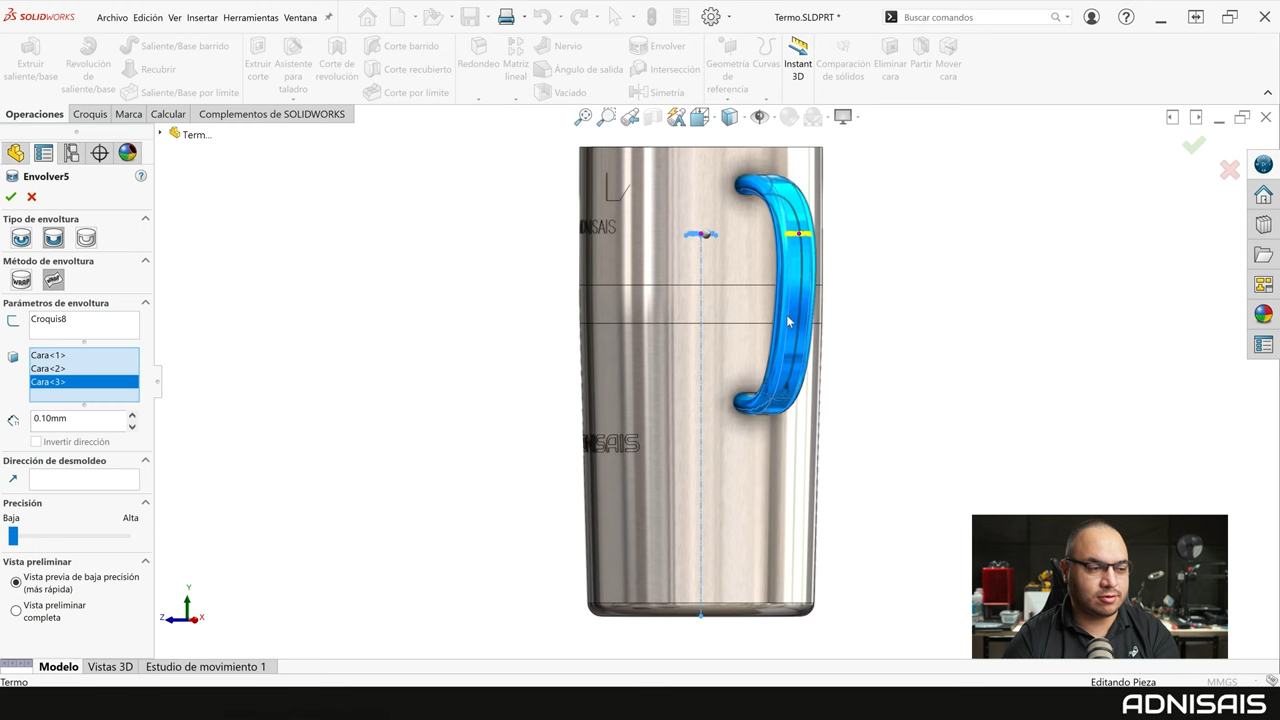 SOLIDWORKS
Archivo Edición Ver Insertar Herramientas Ventana
Termo.SLDPRT *
Buscar comandos
Extruir saliente/base
Revolución de saliente/base
Saliente/Base barrido
Recubrir
Saliente/Base por límite
Extruir corte
Asistente para taladro
Corte de revolución
Corte barrido
Corte recubierto
Corte por límite
Redondeo
Matriz lineal
Nervio
Ángulo de salida
Vaciado
Envolver
Intersección
Simetría
Geometría de referencia
Curvas
Instant 3D
Comparación de sólidos
Eliminar cara
Partir
Mover cara
Operaciones Croquis Marca Calcular Complementos de SOLIDWORKS
Term...
Envolver5
Tipo de envoltura
Método de envoltura
WRAP
Parámetros de envoltura
Croquis8
Cara<1>
Cara<2>
Cara<3>
0.10mm
Invertir dirección
Dirección de desmoldeo
Precisión
Baja Alta
Vista preliminar
Vista previa de baja precisión
(más rápida)
Vista preliminar
completa
Y
Z X
Modelo Vistas 3D Estudio de movimiento 1
Termo
Editando Pieza
MMGS
ADNISAIS